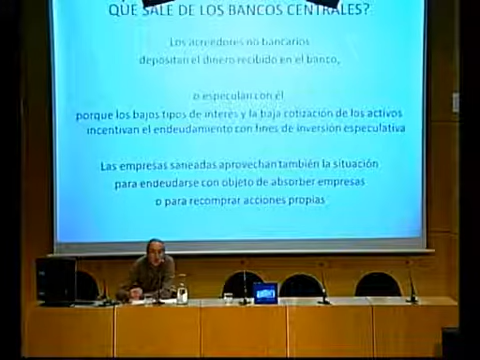 QUE SALE DE LOS BANCOS CENTRALES?
Los acreedores no bancarios
depositan el dinero recibido en el banco,
o especulan con él
porque los bajos tipos de interés y la baja cotización de los activos
incentivan el endeudamiento con fines de inversión especulativa
Las empresas saneadas aprovechan también la situación
para endeudarse con objeto de absorber empresas
o para recomprar acciones propias